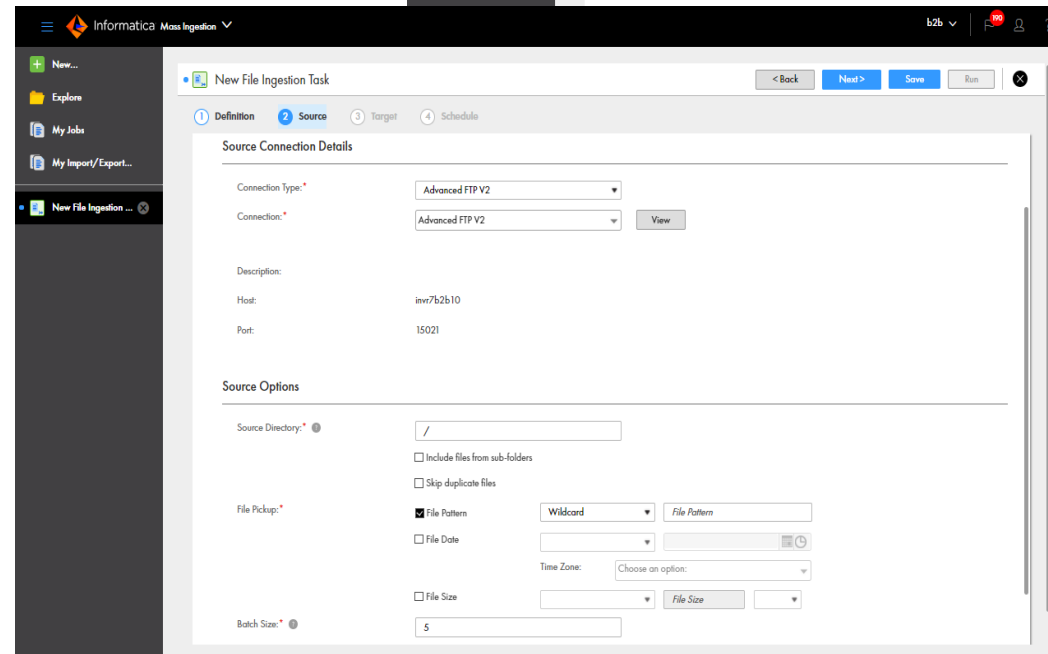 Informatica Mass Ingestion
b2b
190
?
New...
Explore
My Jobs
My Import/Export...
New File Ingestion ...
New File Ingestion Task
< Back
Next >
Save
Run
1 Definition
2 Source
3 Target
4 Schedule
Source Connection Details
Connection Type:* Advanced FTP V2
Connection:* Advanced FTP V2 View
Description:
Host: invr7b2b10
Port: 15021
Source Options
Source Directory:* /
Include files from sub-folders
Skip duplicate files
File Pickup:* File Pattern Wildcard File Pattern
File Date
Time Zone: Choose an option:
File Size File Size
Batch Size:* 5